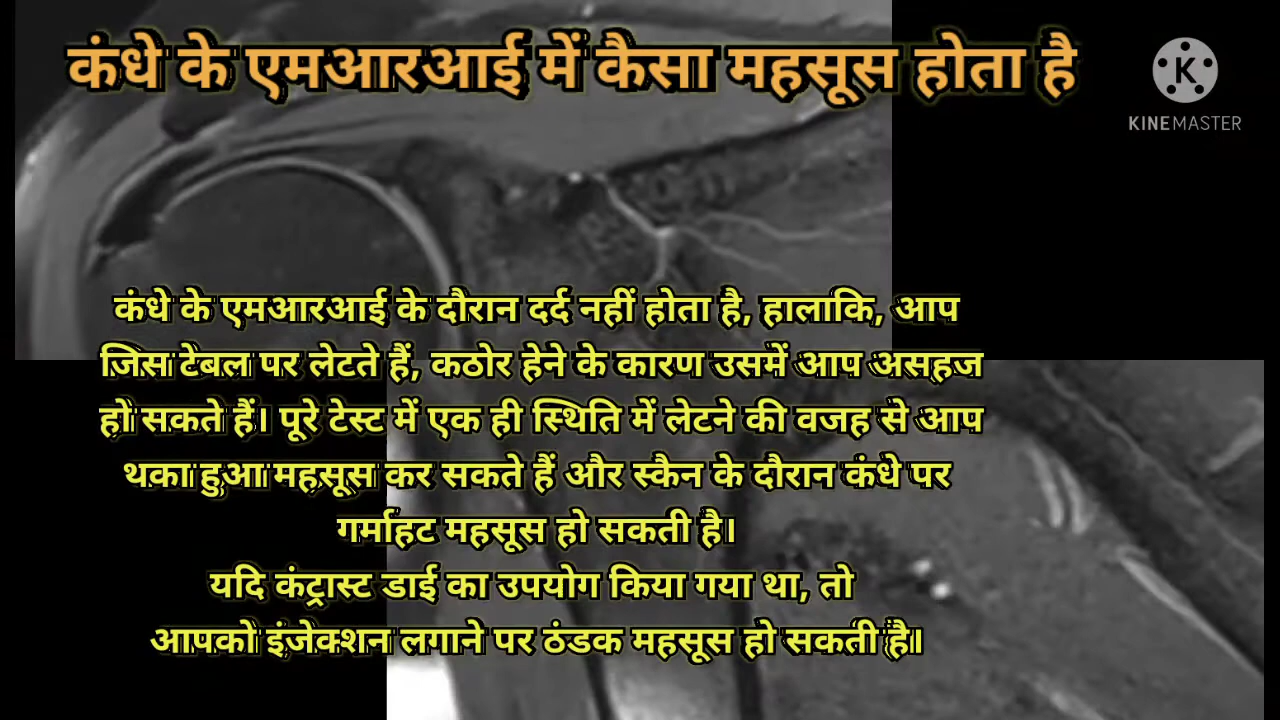 कंधे के एमआरआई में कैसा महसूस होता है
K
KINEMASTER
कंधे के एमआरआई के दौरान दर्द नहीं होता है, हालाकि, आप
जिस टेबल पर लेटते हैं, कठोर हेने के कारण उसमें आप असहज
हो सकते हैं। पूरे टेस्ट में एक ही स्थिति में लेटने की वजह से आप
थका हुआ महसूस कर सकते हैं और स्कैन के दौरान कंधे पर
गर्माहट महसूस हो सकती है।
यदि कंट्रास्ट डाई का उपयोग किया गया था, तो
आपको इंजेक्शन लगाने पर ठंडक महसूस हो सकती है।